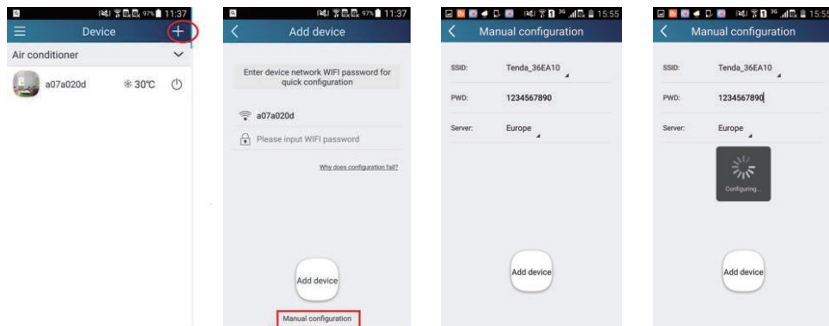 97% 11:37
Device
Air conditioner
a07a020d
30℃
97% 11:37
Add device
Enter device network WIFI password for
quick configuration
a07a020d
Please input WIFI password
Why does configuration fail?
Add device
Manual configuration
15:55
Manual configuration
SSID: Tenda_36EA10
PWD: 1234567890
Server: Europe
Add device
15:55
Manual configuration
SSID: Tenda_36EA10
PWD: 1234567890
Server: Europe
Configuring...
Add device